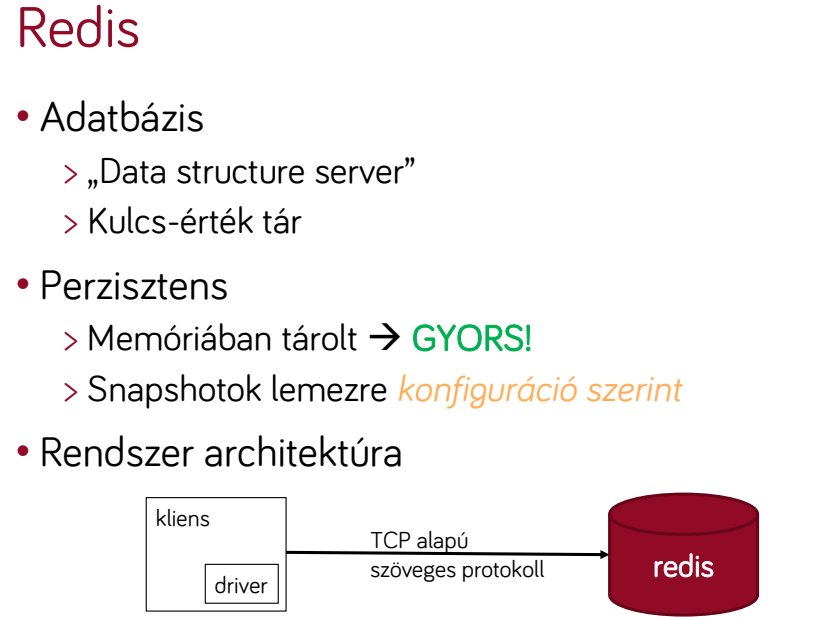 Redis
• Adatbázis
> „Data structure server”
> Kulcs-érték tár
• Perzisztens
> Memóriában tárolt → GYORS!
> Snapshotok lemezre konfiguráció szerint
• Rendszer architektúra
kliens
driver
TCP alapú
szöveges protokoll
redis